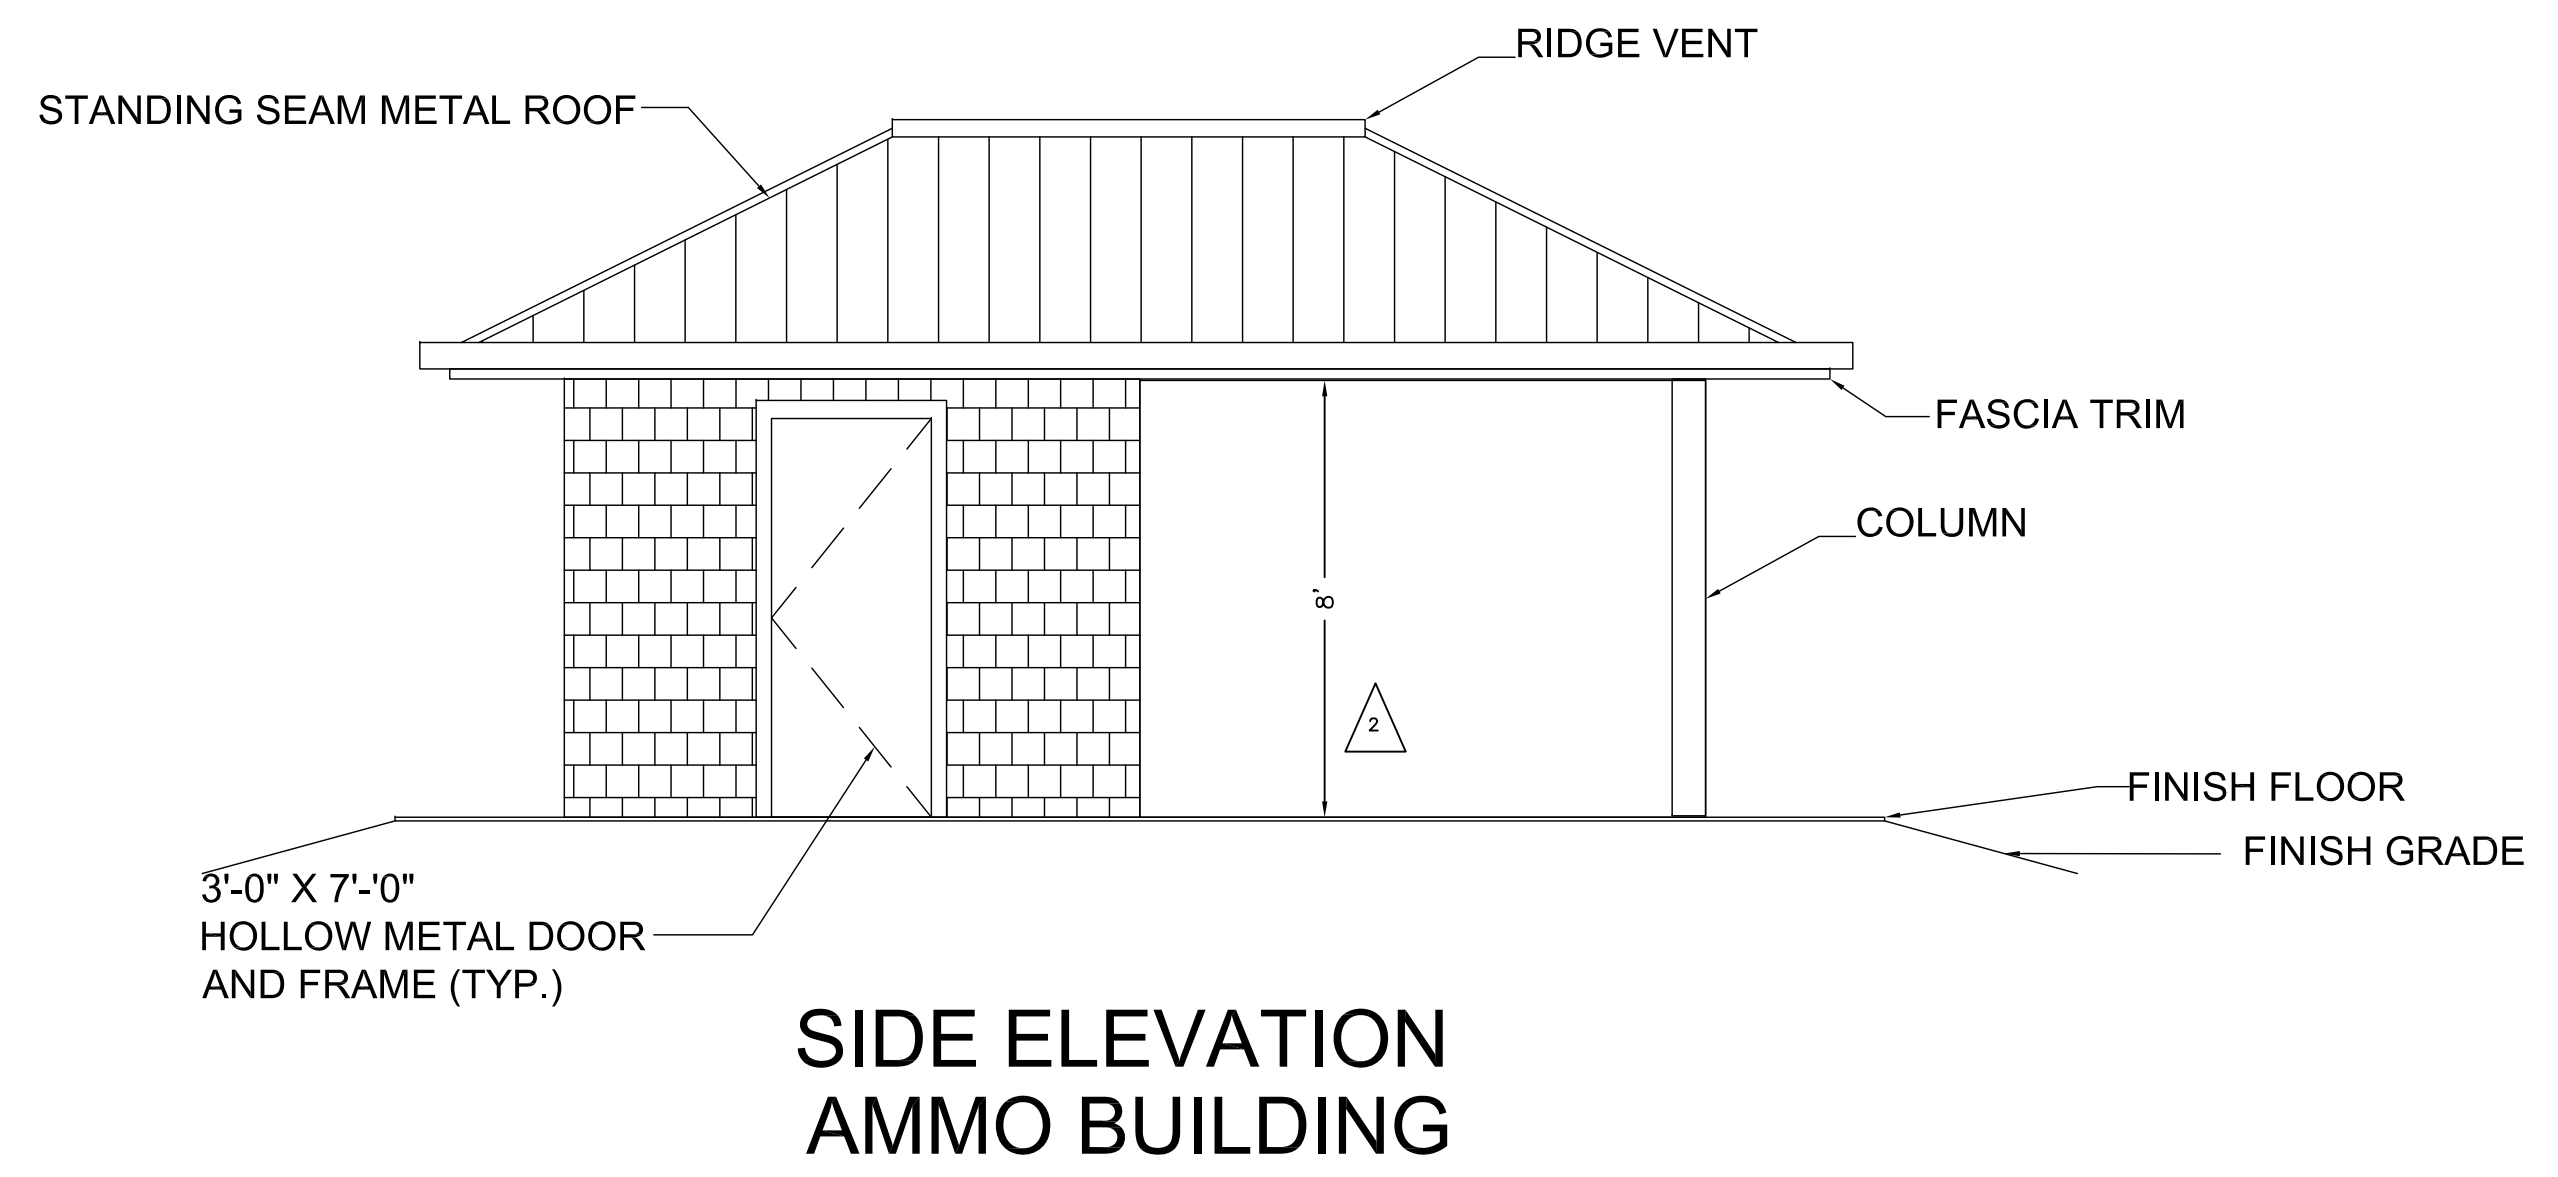 RIDGE VENT
STANDING SEAM METAL ROOF
FASCIA TRIM
COLUMN
8'
2
FINISH FLOOR
FINISH GRADE
3'-0" X 7'-'0"
HOLLOW METAL DOOR
AND FRAME (TYP.)
SIDE ELEVATION
AMMO BUILDING